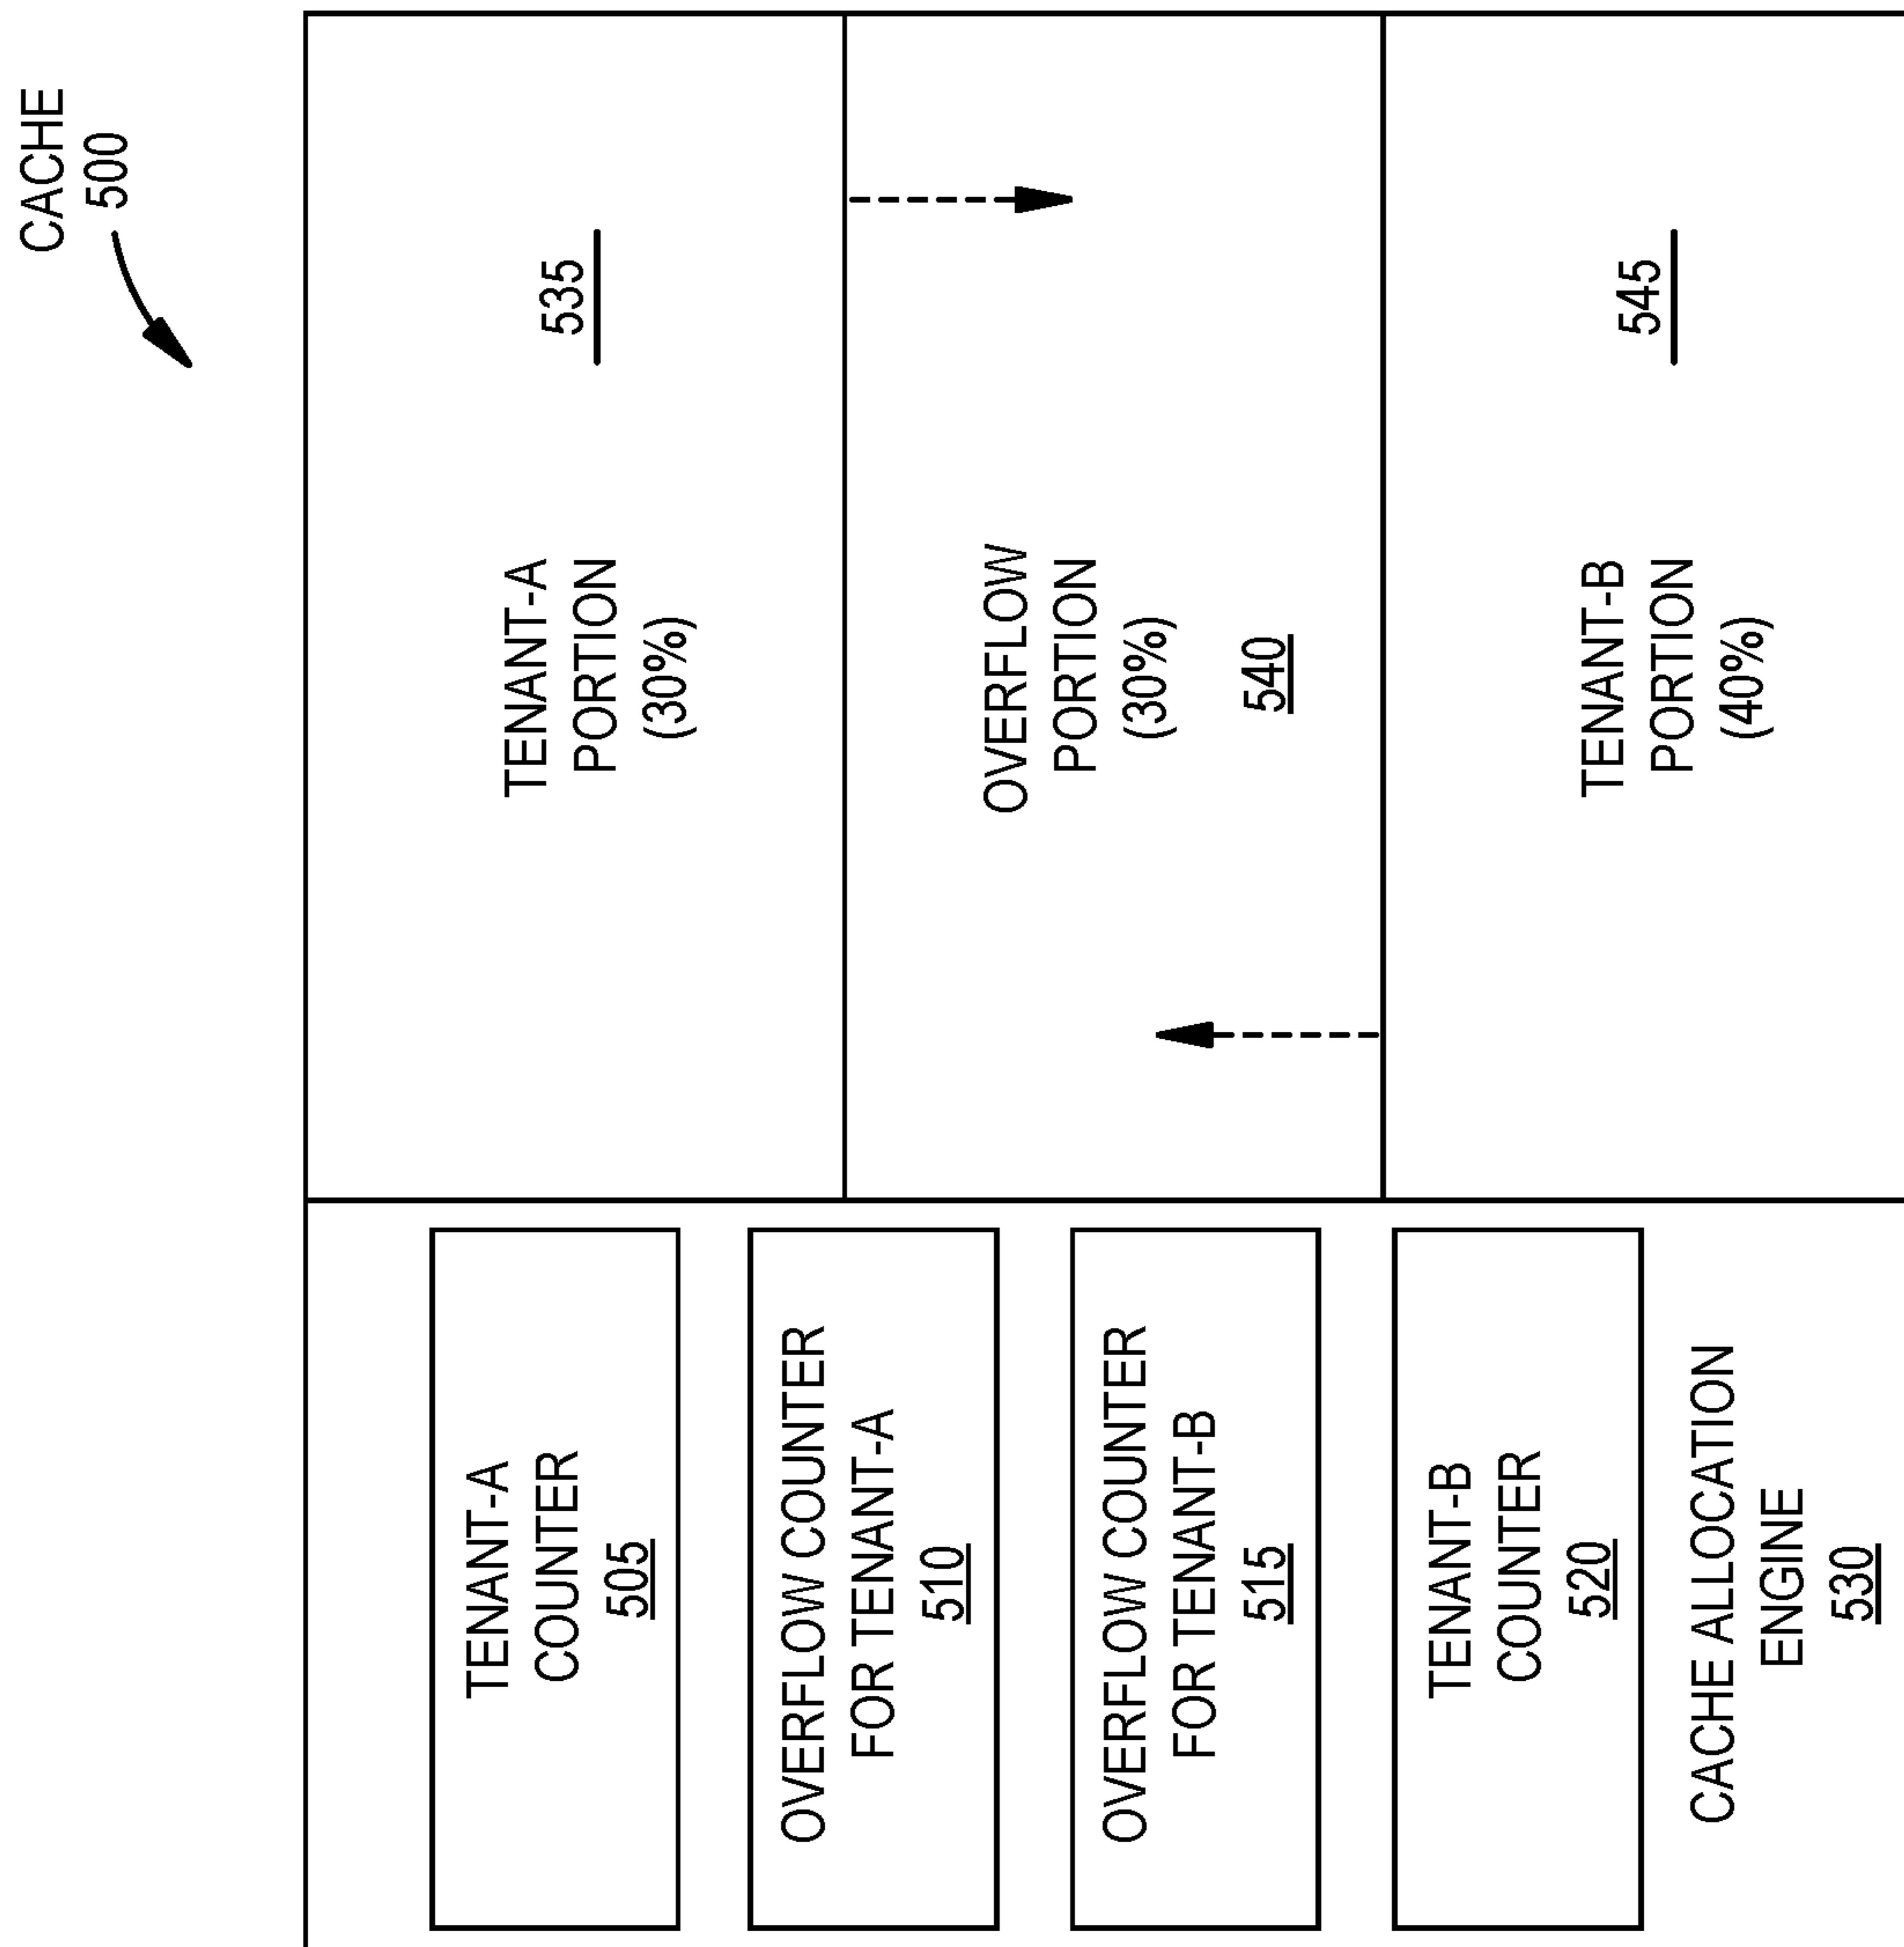 CACHE
500
TENANT-A
COUNTER
505
OVERFLOW COUNTER
FOR TENANT-A
510
OVERFLOW COUNTER
FOR TENANT-B
515
TENANT-B
COUNTER
520
CACHE ALLOCATION
ENGINE
530
TENANT-A
PORTION
(30%)
535
OVERFLOW
PORTION
(30%)
540
TENANT-B
PORTION
(40%)
545